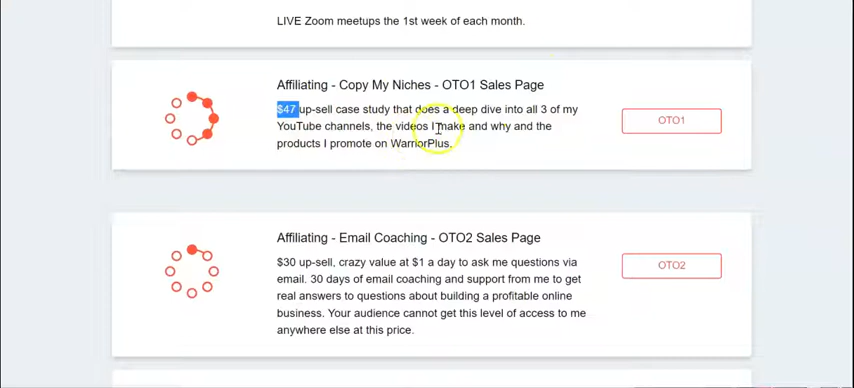 LIVE Zoom meetups the 1st week of each month.
Affiliating - Copy My Niches - OTO1 Sales Page
$47 up-sell case study that does a deep dive into all 3 of my
YouTube channels, the videos I make and why and the
products I promote on WarriorPlus.
OTO1
Affiliating - Email Coaching - OTO2 Sales Page
$30 up-sell, crazy value at $1 a day to ask me questions via
email. 30 days of email coaching and support from me to get
real answers to questions about building a profitable online
business. Your audience cannot get this level of access to me
anywhere else at this price.
OTO2